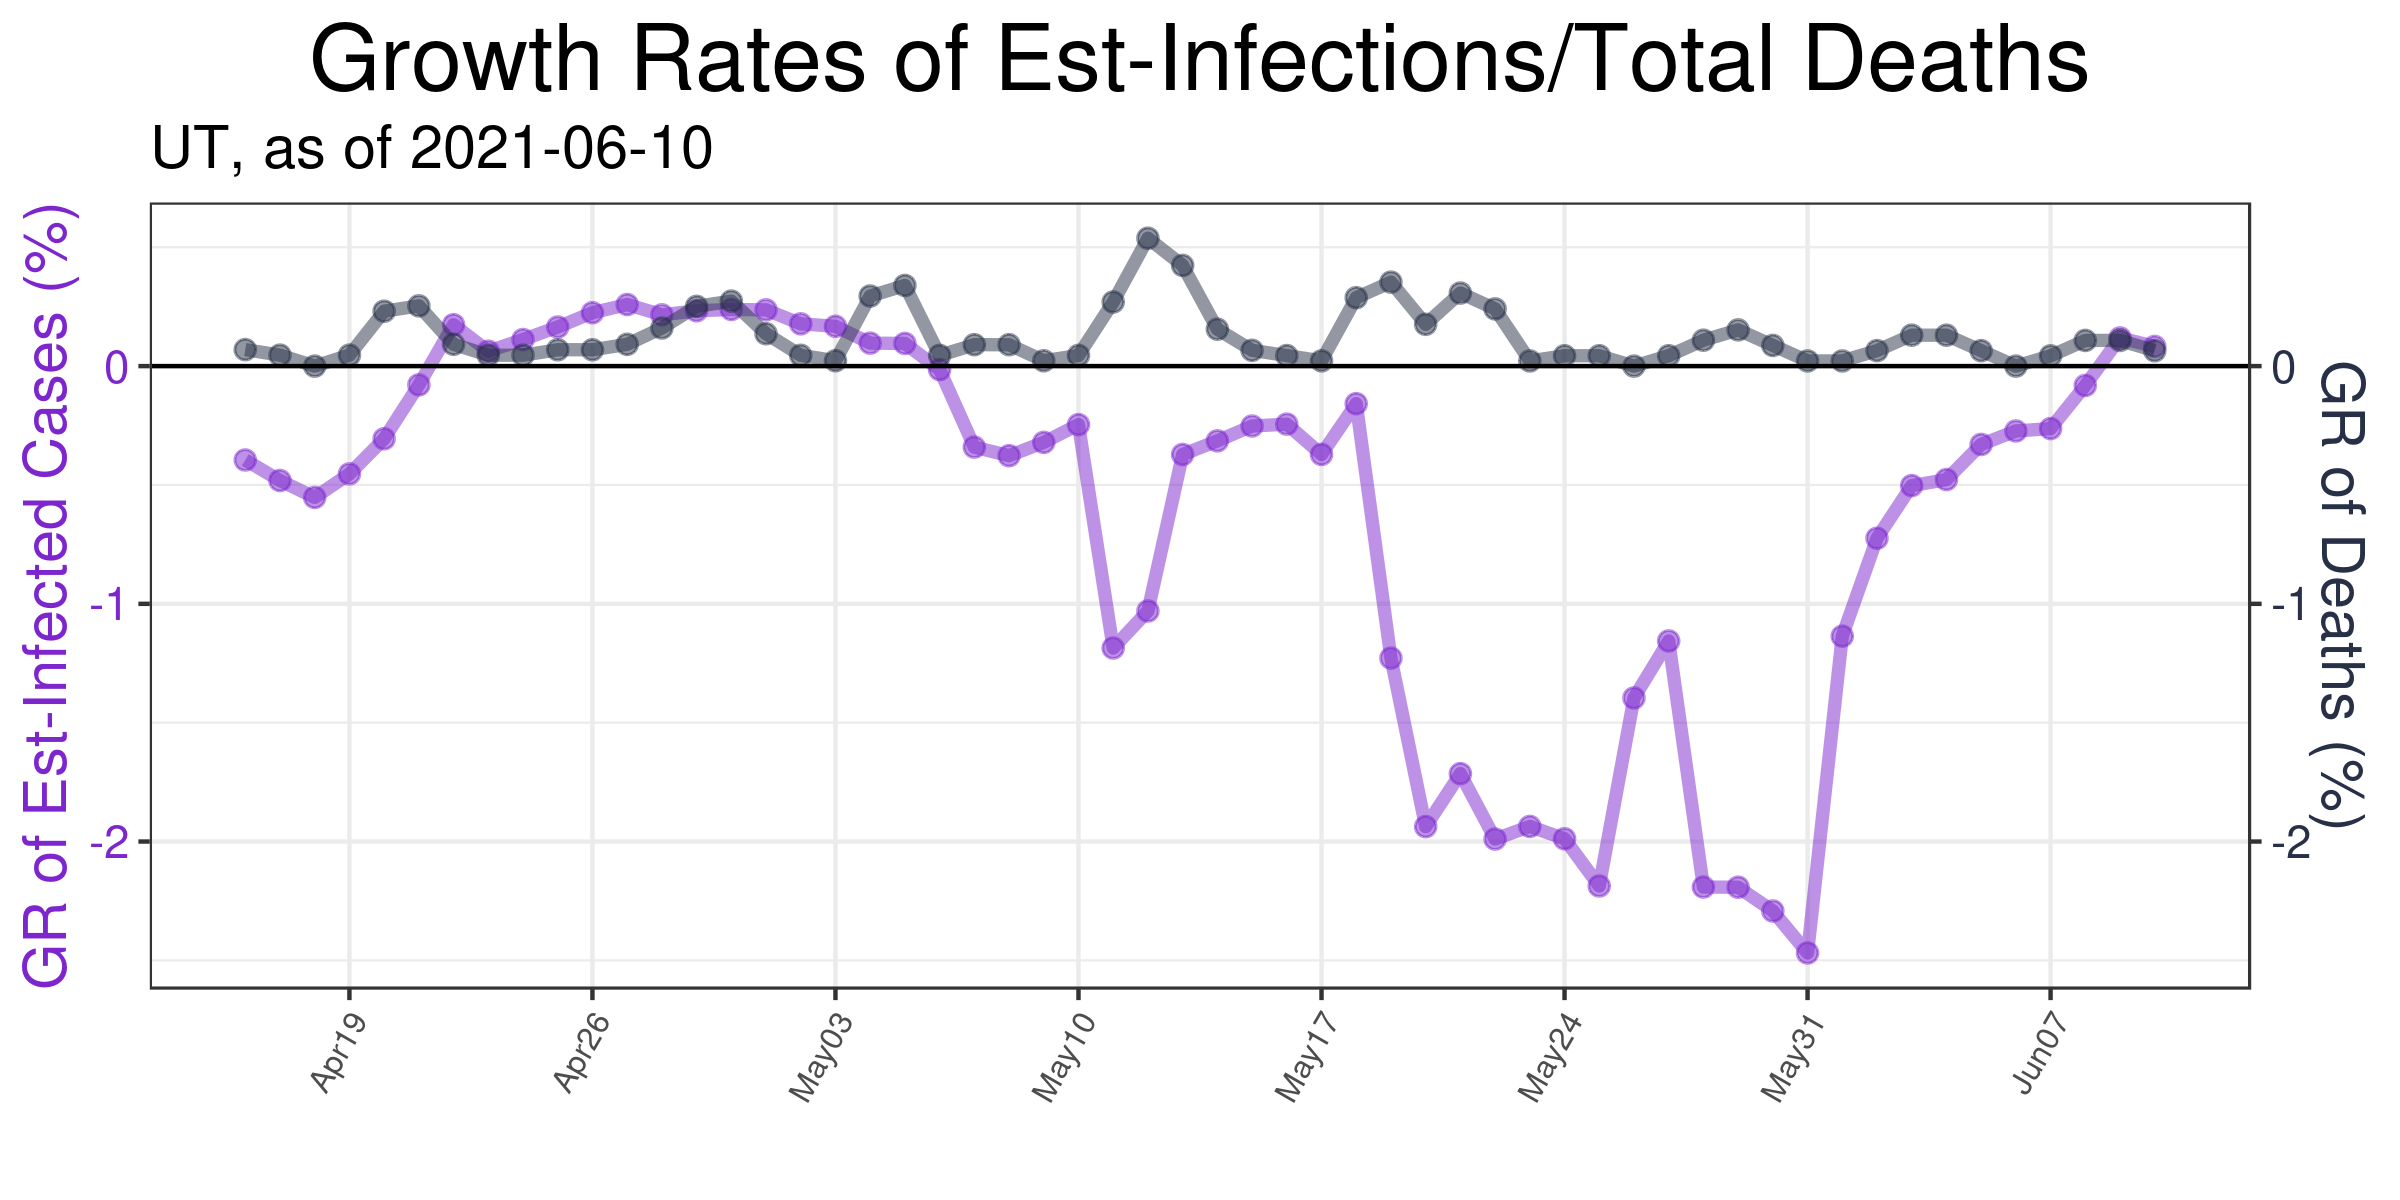 Growth Rates of Est-Infections/Total Deaths
UT, as of 2021-06-10
GR of Est-Infected Cases (%)
0
-1
-2
0
-1
-2
GR of Deaths (%)
Apr19
Apr26
May03
May10
May17
May24
May31
Jun07